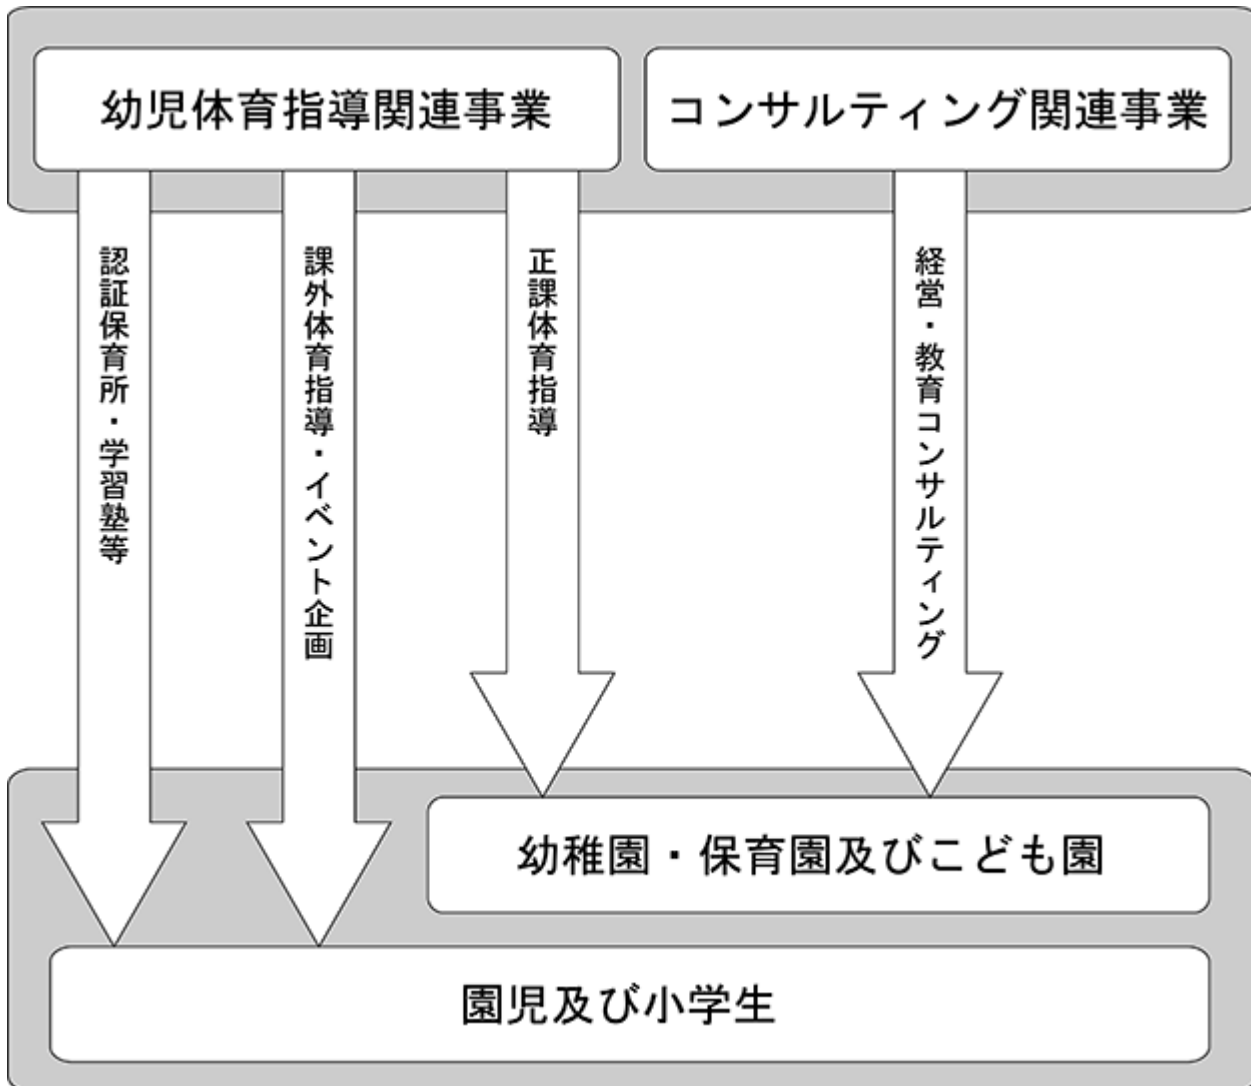 幼児体育指導関連事業
コンサルティング関連事業
認証保育所・学習塾等
課外体育指導・イベント企画
正課体育指導
経営・教育コンサルティング
幼稚園・保育園及びこども園
園児及び小学生